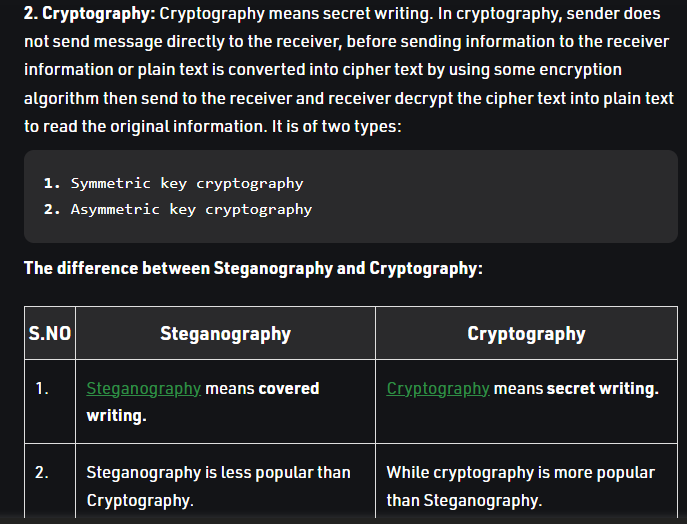 2. Cryptography: Cryptography means secret writing. In cryptography, sender does
not send message directly to the receiver, before sending information to the receiver
information or plain text is converted into cipher text by using some encryption
algorithm then send to the receiver and receiver decrypt the cipher text into plain text
to read the original information. It is of two types:
1. Symmetric key cryptography
2. Asymmetric key cryptography
The difference between Steganography and Cryptography:
S.NO Steganography Cryptography
1. Steganography means covered Cryptography means secret writing.
writing.
2. Steganography is less popular than While cryptography is more popular
Cryptography. than Steganography.